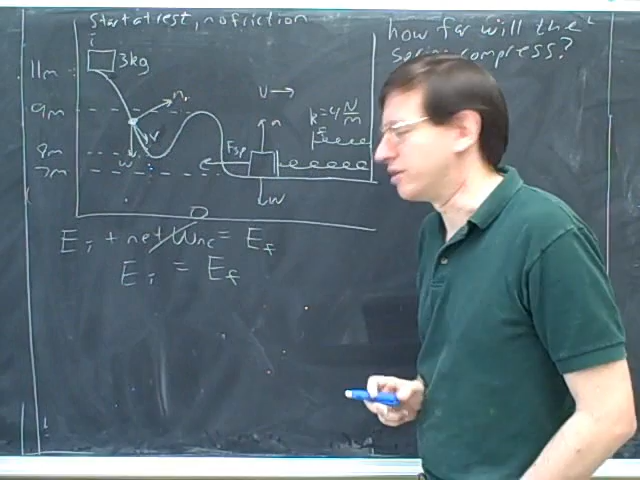 start at rest, no friction
how far will the
spring compress?
i
3kg
11m
9m
8m
7m
n
v
w
V →
k=4 N/m
Fsp
n
W
0
Ei + net Wnc = Ef
Ei = Ef